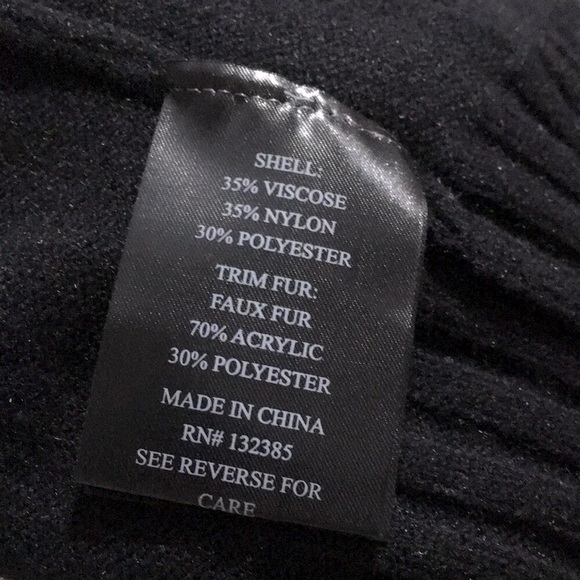 SHELL:
35% VISCOSE
35% NYLON
30% POLYESTER
TRIM FUR:
FAUX FUR
70% ACRYLIC
30% POLYESTER
MADE IN CHINA
RN# 132385
SEE REVERSE FOR
CARE